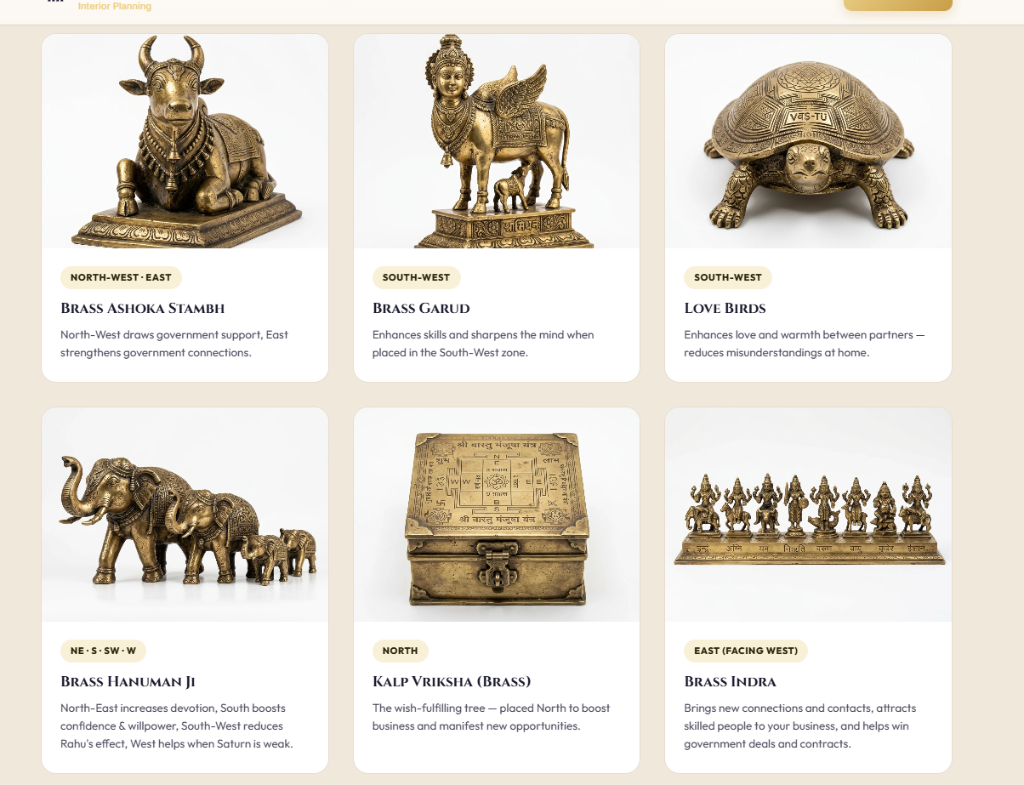 Interior Planning
VaS-TU
NORTH-WEST · EAST
BRASS ASHOKA STAMBH
North-West draws government support, East
strengthens government connections.
SOUTH-WEST
BRASS GARUD
Enhances skills and sharpens the mind when
placed in the South-West zone.
SOUTH-WEST
LOVE BIRDS
Enhances love and warmth between partners —
reduces misunderstandings at home.
श्री वास्तु मंजूषा यंत्र
शुभ
लाभ
N
W
W
श्री वास्तु मंजूषा यंत्र
NE · S · SW · W
BRASS HANUMAN JI
North-East increases devotion, South boosts
confidence & willpower, South-West reduces
Rahu's effect, West helps when Saturn is weak.
NORTH
KALP VRIKSHA (BRASS)
The wish-fulfilling tree — placed North to boost
business and manifest new opportunities.
EAST (FACING WEST)
BRASS INDRA
Brings new connections and contacts, attracts
skilled people to your business, and helps win
government deals and contracts.